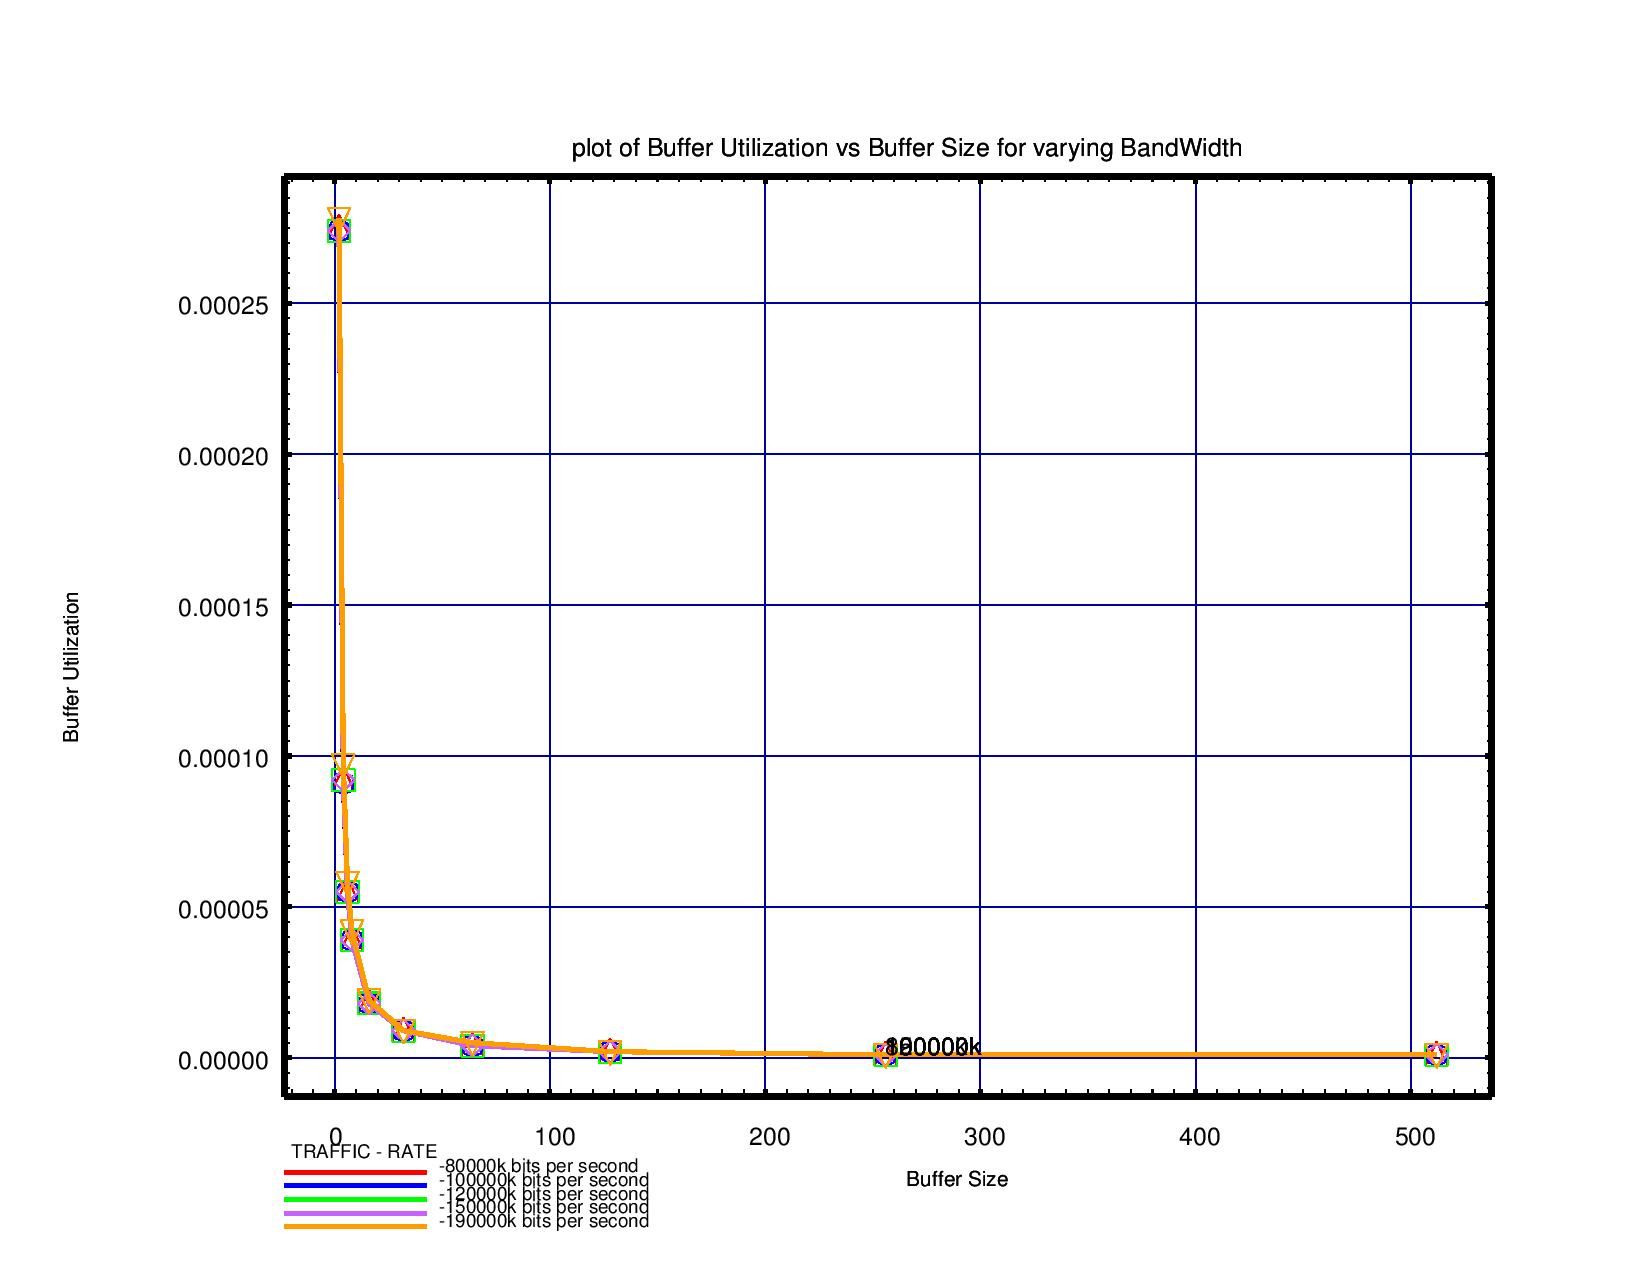 plot of Buffer Utilization vs Buffer Size for varying BandWidth
0.00025
0.00020
0.00015
0.00010
0.00005
0.00000
Buffer Utilization
0
100
200
300
400
500
Buffer Size
TRAFFIC - RATE
-80000k bits per second
-100000k bits per second
-120000k bits per second
-150000k bits per second
-190000k bits per second